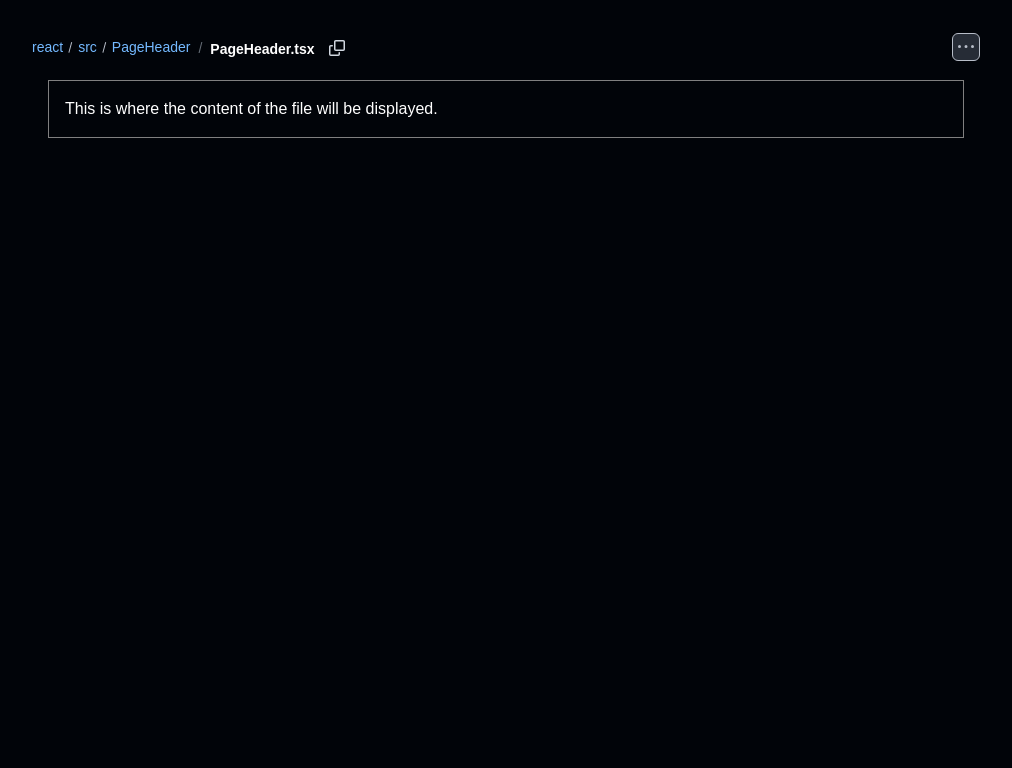 react / src / PageHeader / PageHeader.tsx
This is where the content of the file will be displayed.